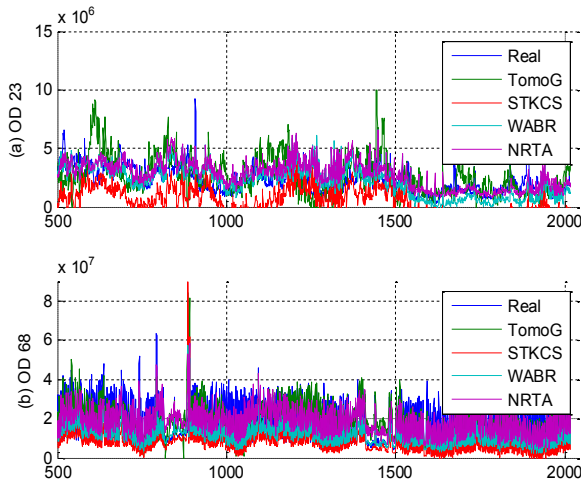 x 10^6
15
10
5
0
(a) OD 23
500
1000
1500
2000
Real
TomoG
STKCS
WABR
NRTA
x 10^7
8
6
4
2
0
(b) OD 68
500
1000
1500
2000
Real
TomoG
STKCS
WABR
NRTA